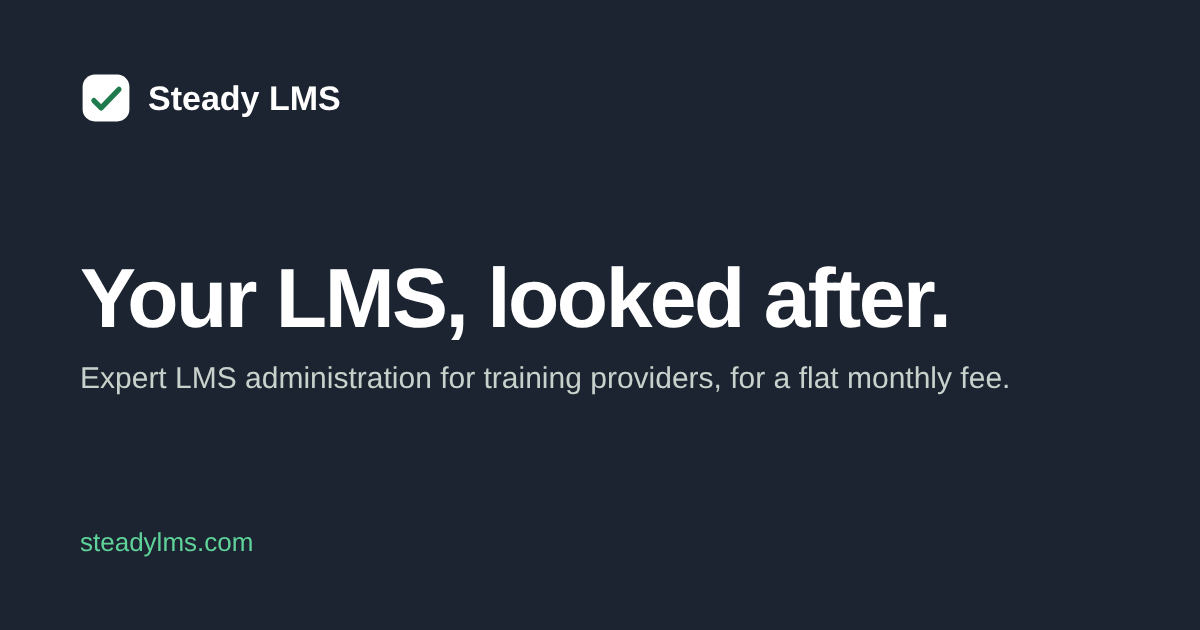 Steady LMS
Your LMS, looked after.
Expert LMS administration for training providers, for a flat monthly fee.
steadylms.com